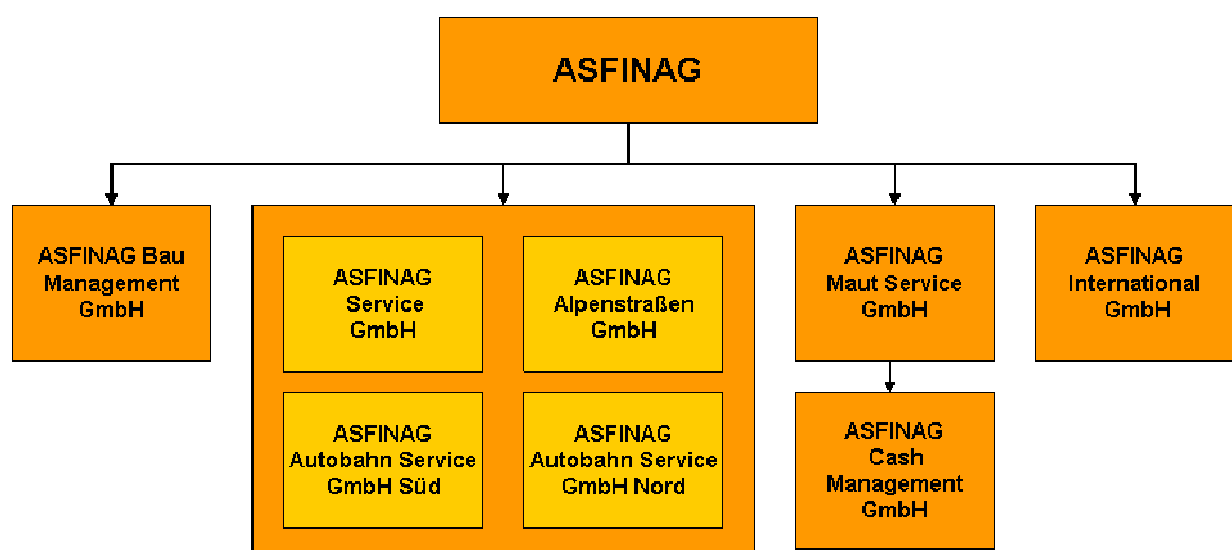 ASFINAG
ASFINAG Bau
Management
GmbH
ASFINAG
Service
GmbH
ASFINAG
Alpenstraßen
GmbH
ASFINAG
Autobahn Service
GmbH Süd
ASFINAG
Autobahn Service
GmbH Nord
ASFINAG
Maut Service
GmbH
ASFINAG
Cash
Management
GmbH
ASFINAG
International
GmbH